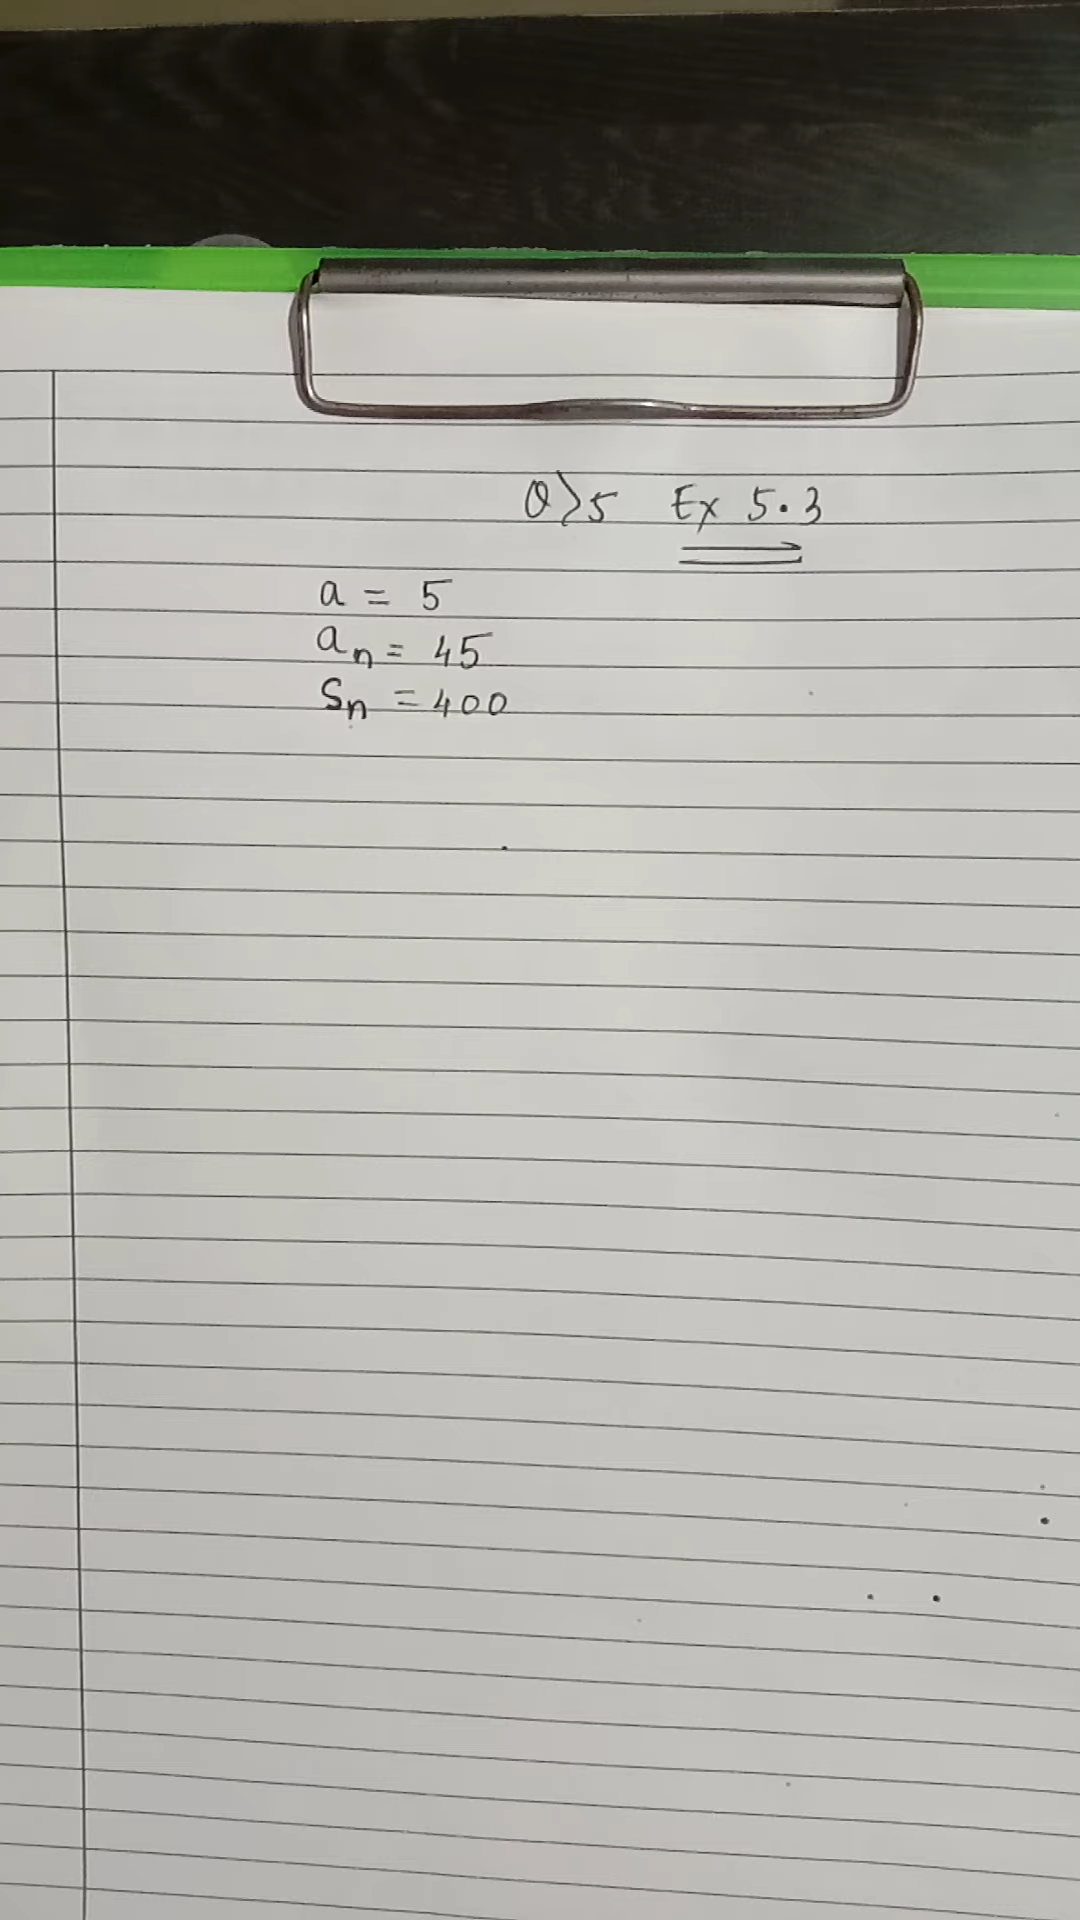 Q>5 Ex 5.3
a = 5
an = 45
Sn = 400